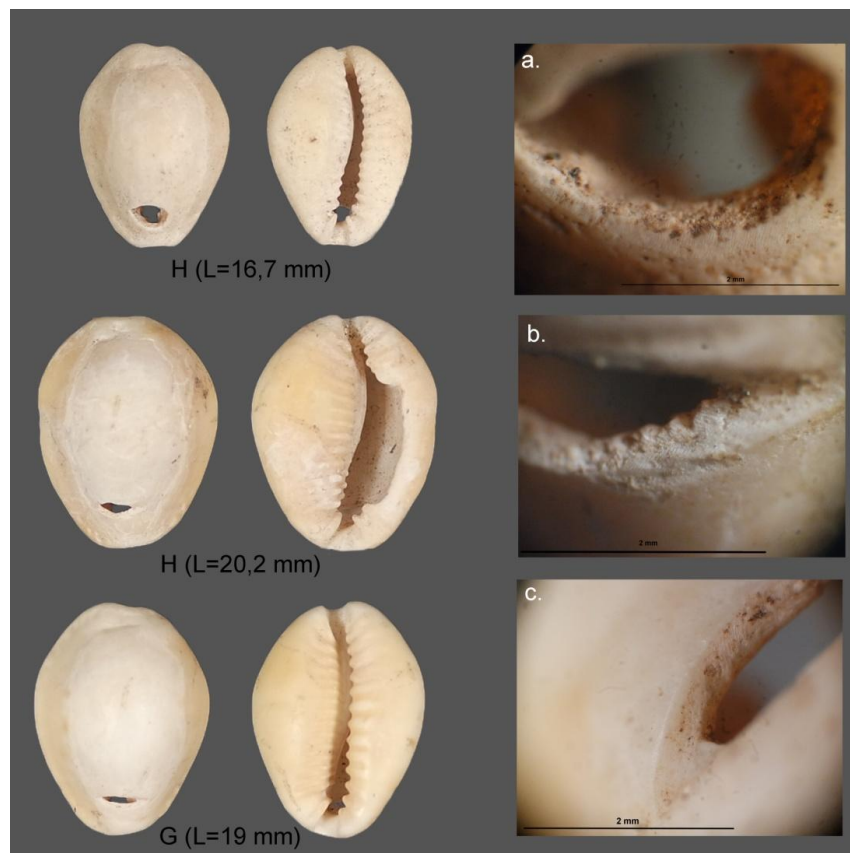 a.
2 mm
H (L=16,7 mm)
b.
2 mm
H (L=20,2 mm)
c.
2 mm
G (L=19 mm)